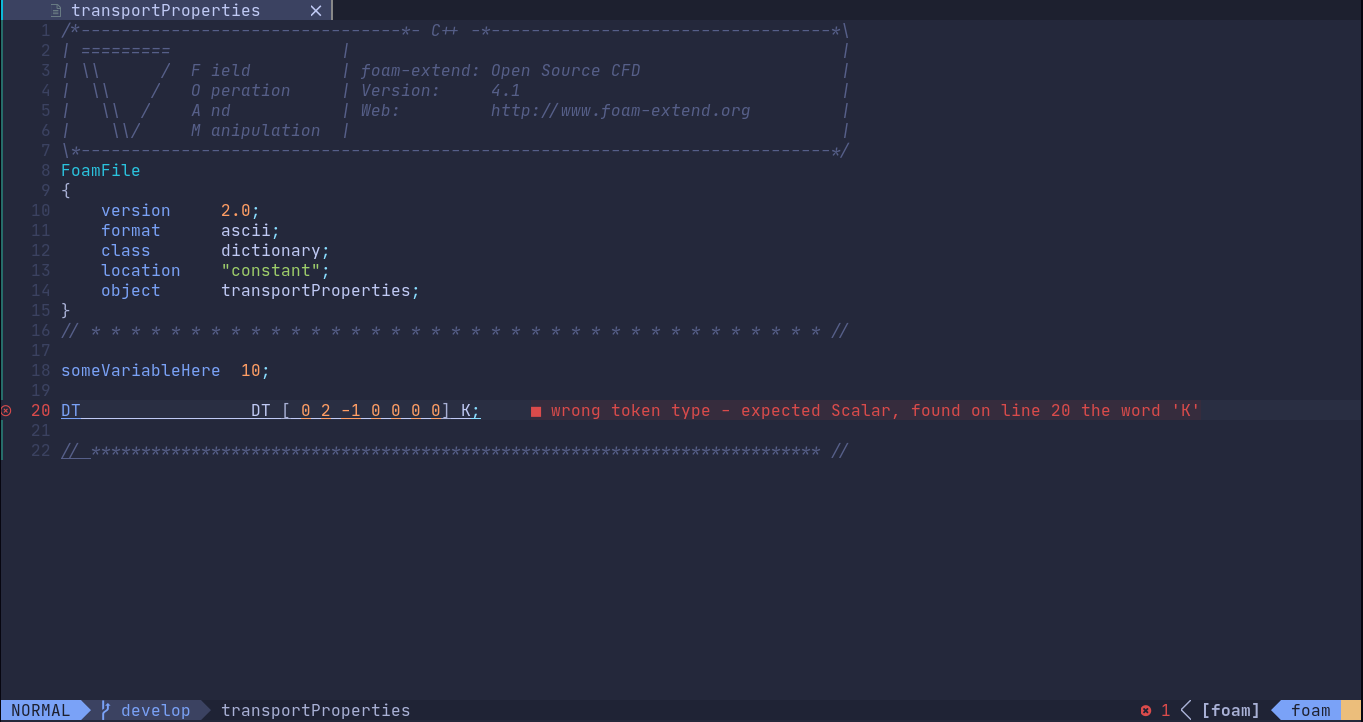 transportProperties ×
1 /*--------------------------------*- C++ -*----------------------------------*\
2 | =========                 |                                                 |
3 | \\      /  F ield         | foam-extend: Open Source CFD                    |
4 |  \\    /   O peration     | Version:     4.1                                |
5 |   \\  /    A nd           | Web:         http://www.foam-extend.org         |
6 |    \\/     M anipulation  |                                                 |
7 \*---------------------------------------------------------------------------*/
8 FoamFile
9 {
10     version     2.0;
11     format      ascii;
12     class       dictionary;
13     location    "constant";
14     object      transportProperties;
15 }
16 // * * * * * * * * * * * * * * * * * * * * * * * * * * * * * * * * * * * * * //
17
18 someVariableHere  10;
19
20 DT                 DT [ 0 2 -1 0 0 0 0] K;     ■ wrong token type - expected Scalar, found on line 20 the word 'K'
21
22 // ************************************************************************* //
NORMAL develop transportProperties 1 [foam] foam